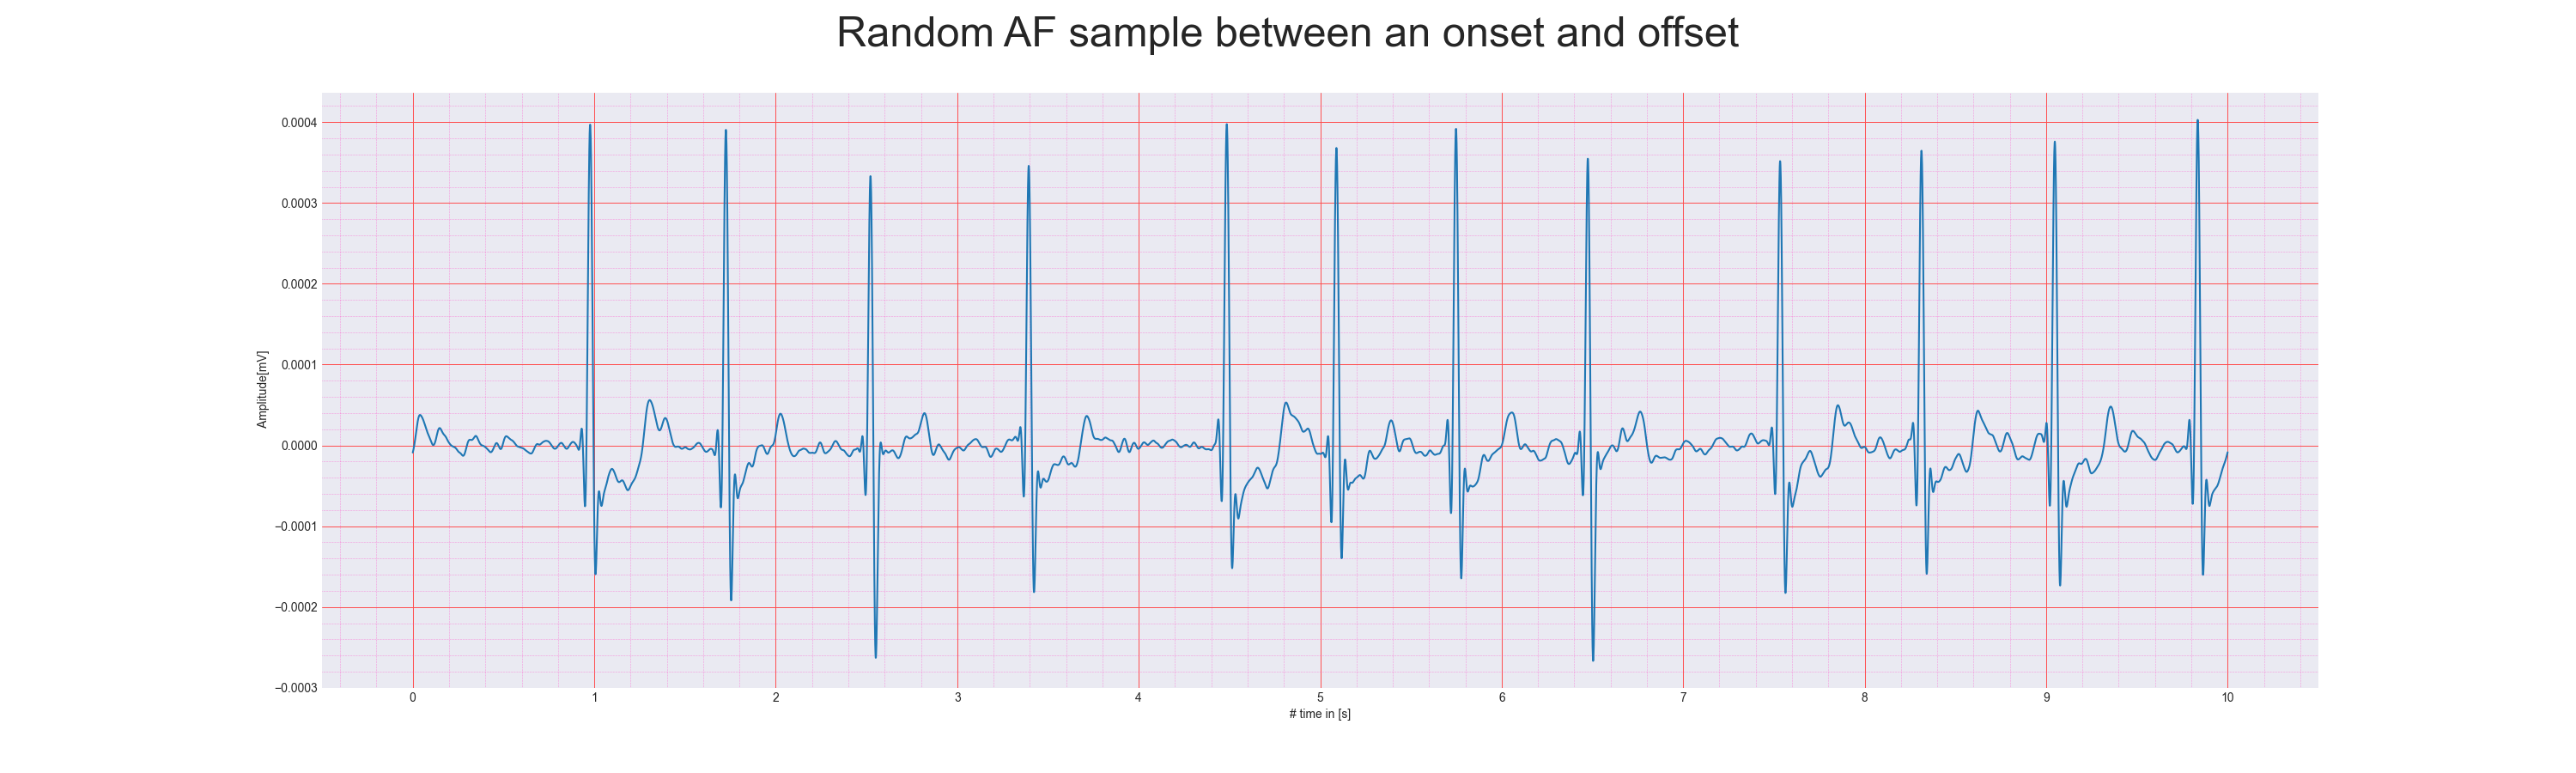 Random AF sample between an onset and offset
0.0004
0.0003
0.0002
0.0001
0.0000
−0.0001
−0.0002
−0.0003
Amplitude[mV]
0 1 2 3 4 5 6 7 8 9 10
# time in [s]